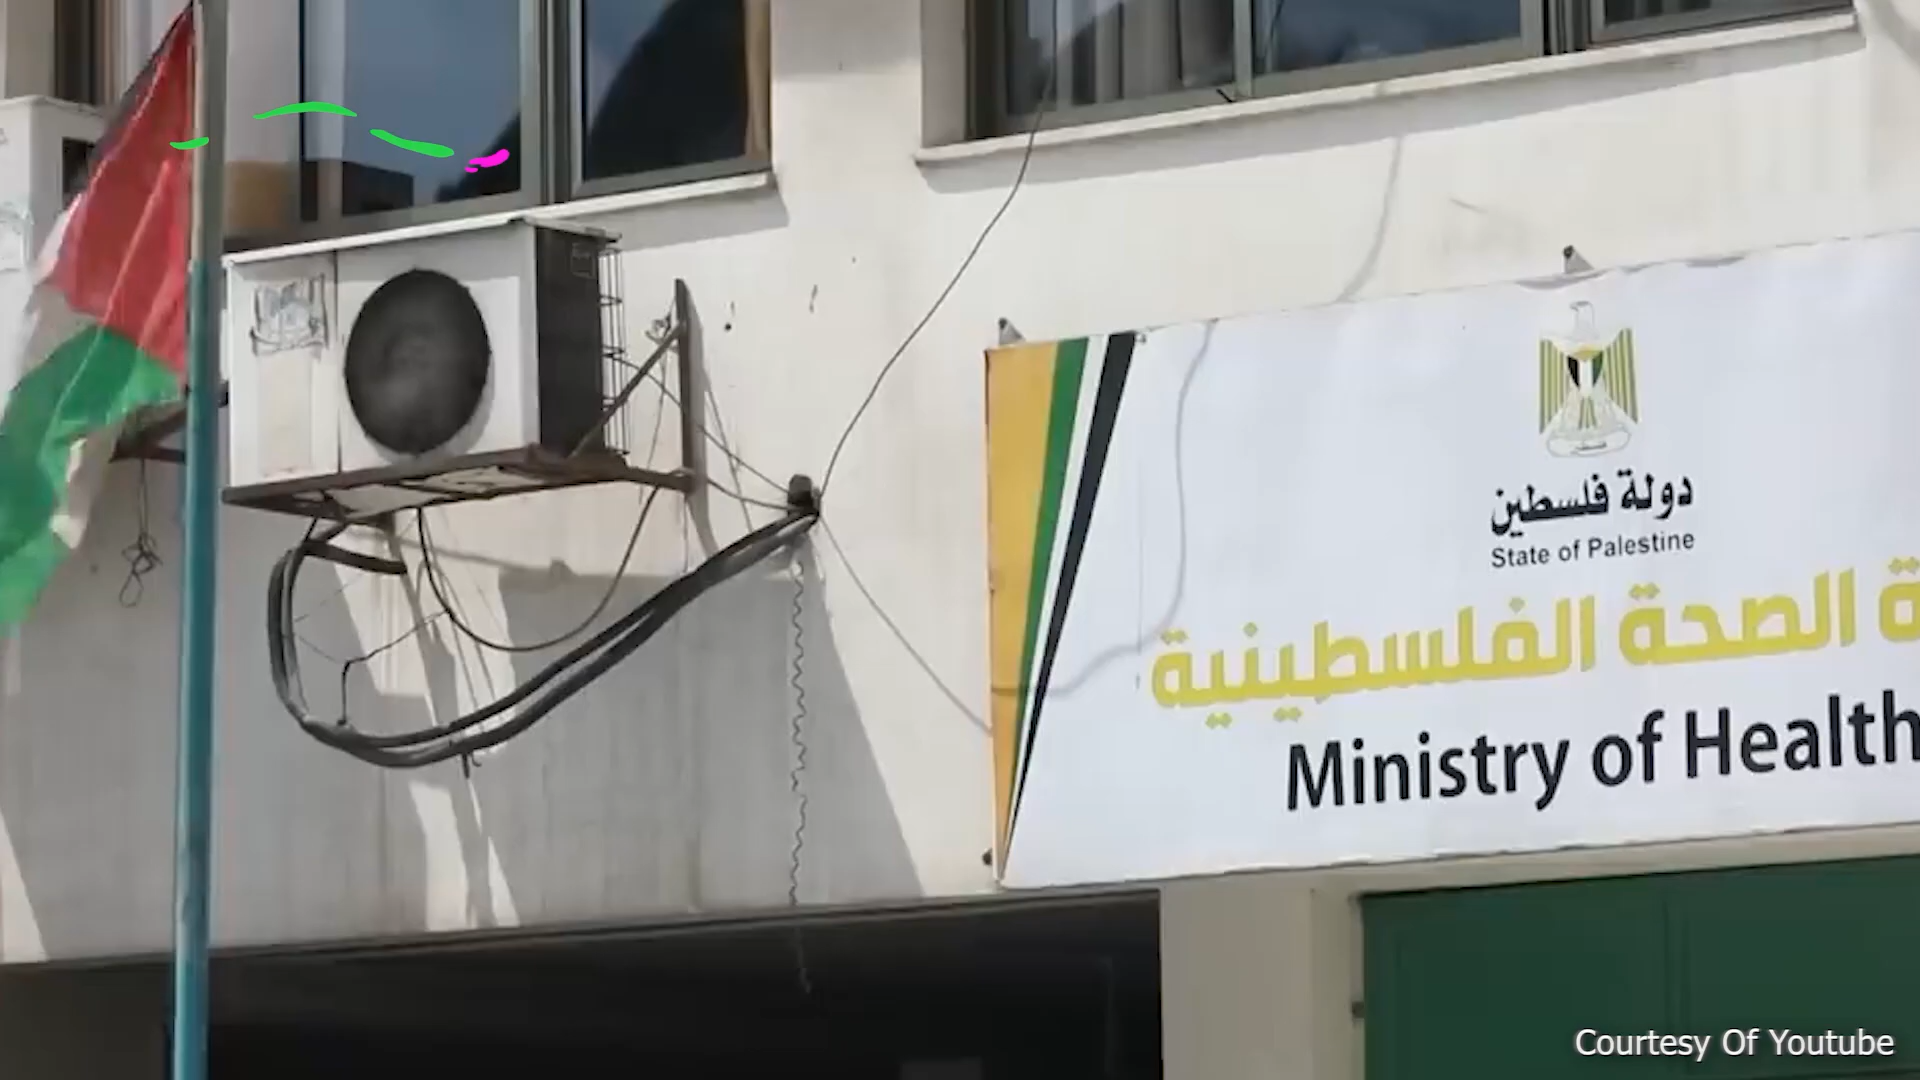 دولة فلسطين
State of Palestine
ة الصحة الفلسطينية
Ministry of Health
Courtesy Of Youtube